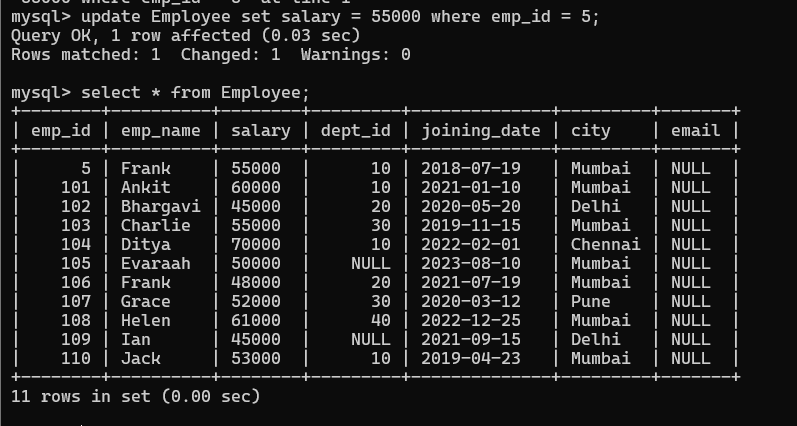 mysql> update Employee set salary = 55000 where emp_id = 5;
Query OK, 1 row affected (0.03 sec)
Rows matched: 1  Changed: 1  Warnings: 0
mysql> select * from Employee;
+--------+----------+--------+---------+--------------+---------+-------+
| emp_id | emp_name | salary | dept_id | joining_date | city    | email |
+--------+----------+--------+---------+--------------+---------+-------+
|      5 | Frank    | 55000  |      10 | 2018-07-19   | Mumbai  | NULL  |
|    101 | Ankit    | 60000  |      10 | 2021-01-10   | Mumbai  | NULL  |
|    102 | Bhargavi | 45000  |      20 | 2020-05-20   | Delhi   | NULL  |
|    103 | Charlie  | 55000  |      30 | 2019-11-15   | Mumbai  | NULL  |
|    104 | Ditya    | 70000  |      10 | 2022-02-01   | Chennai | NULL  |
|    105 | Evaraah  | 50000  |    NULL | 2023-08-10   | Mumbai  | NULL  |
|    106 | Frank    | 48000  |      20 | 2021-07-19   | Mumbai  | NULL  |
|    107 | Grace    | 52000  |      30 | 2020-03-12   | Pune    | NULL  |
|    108 | Helen    | 61000  |      40 | 2022-12-25   | Mumbai  | NULL  |
|    109 | Ian      | 45000  |    NULL | 2021-09-15   | Delhi   | NULL  |
|    110 | Jack     | 53000  |      10 | 2019-04-23   | Mumbai  | NULL  |
+--------+----------+--------+---------+--------------+---------+-------+
11 rows in set (0.00 sec)